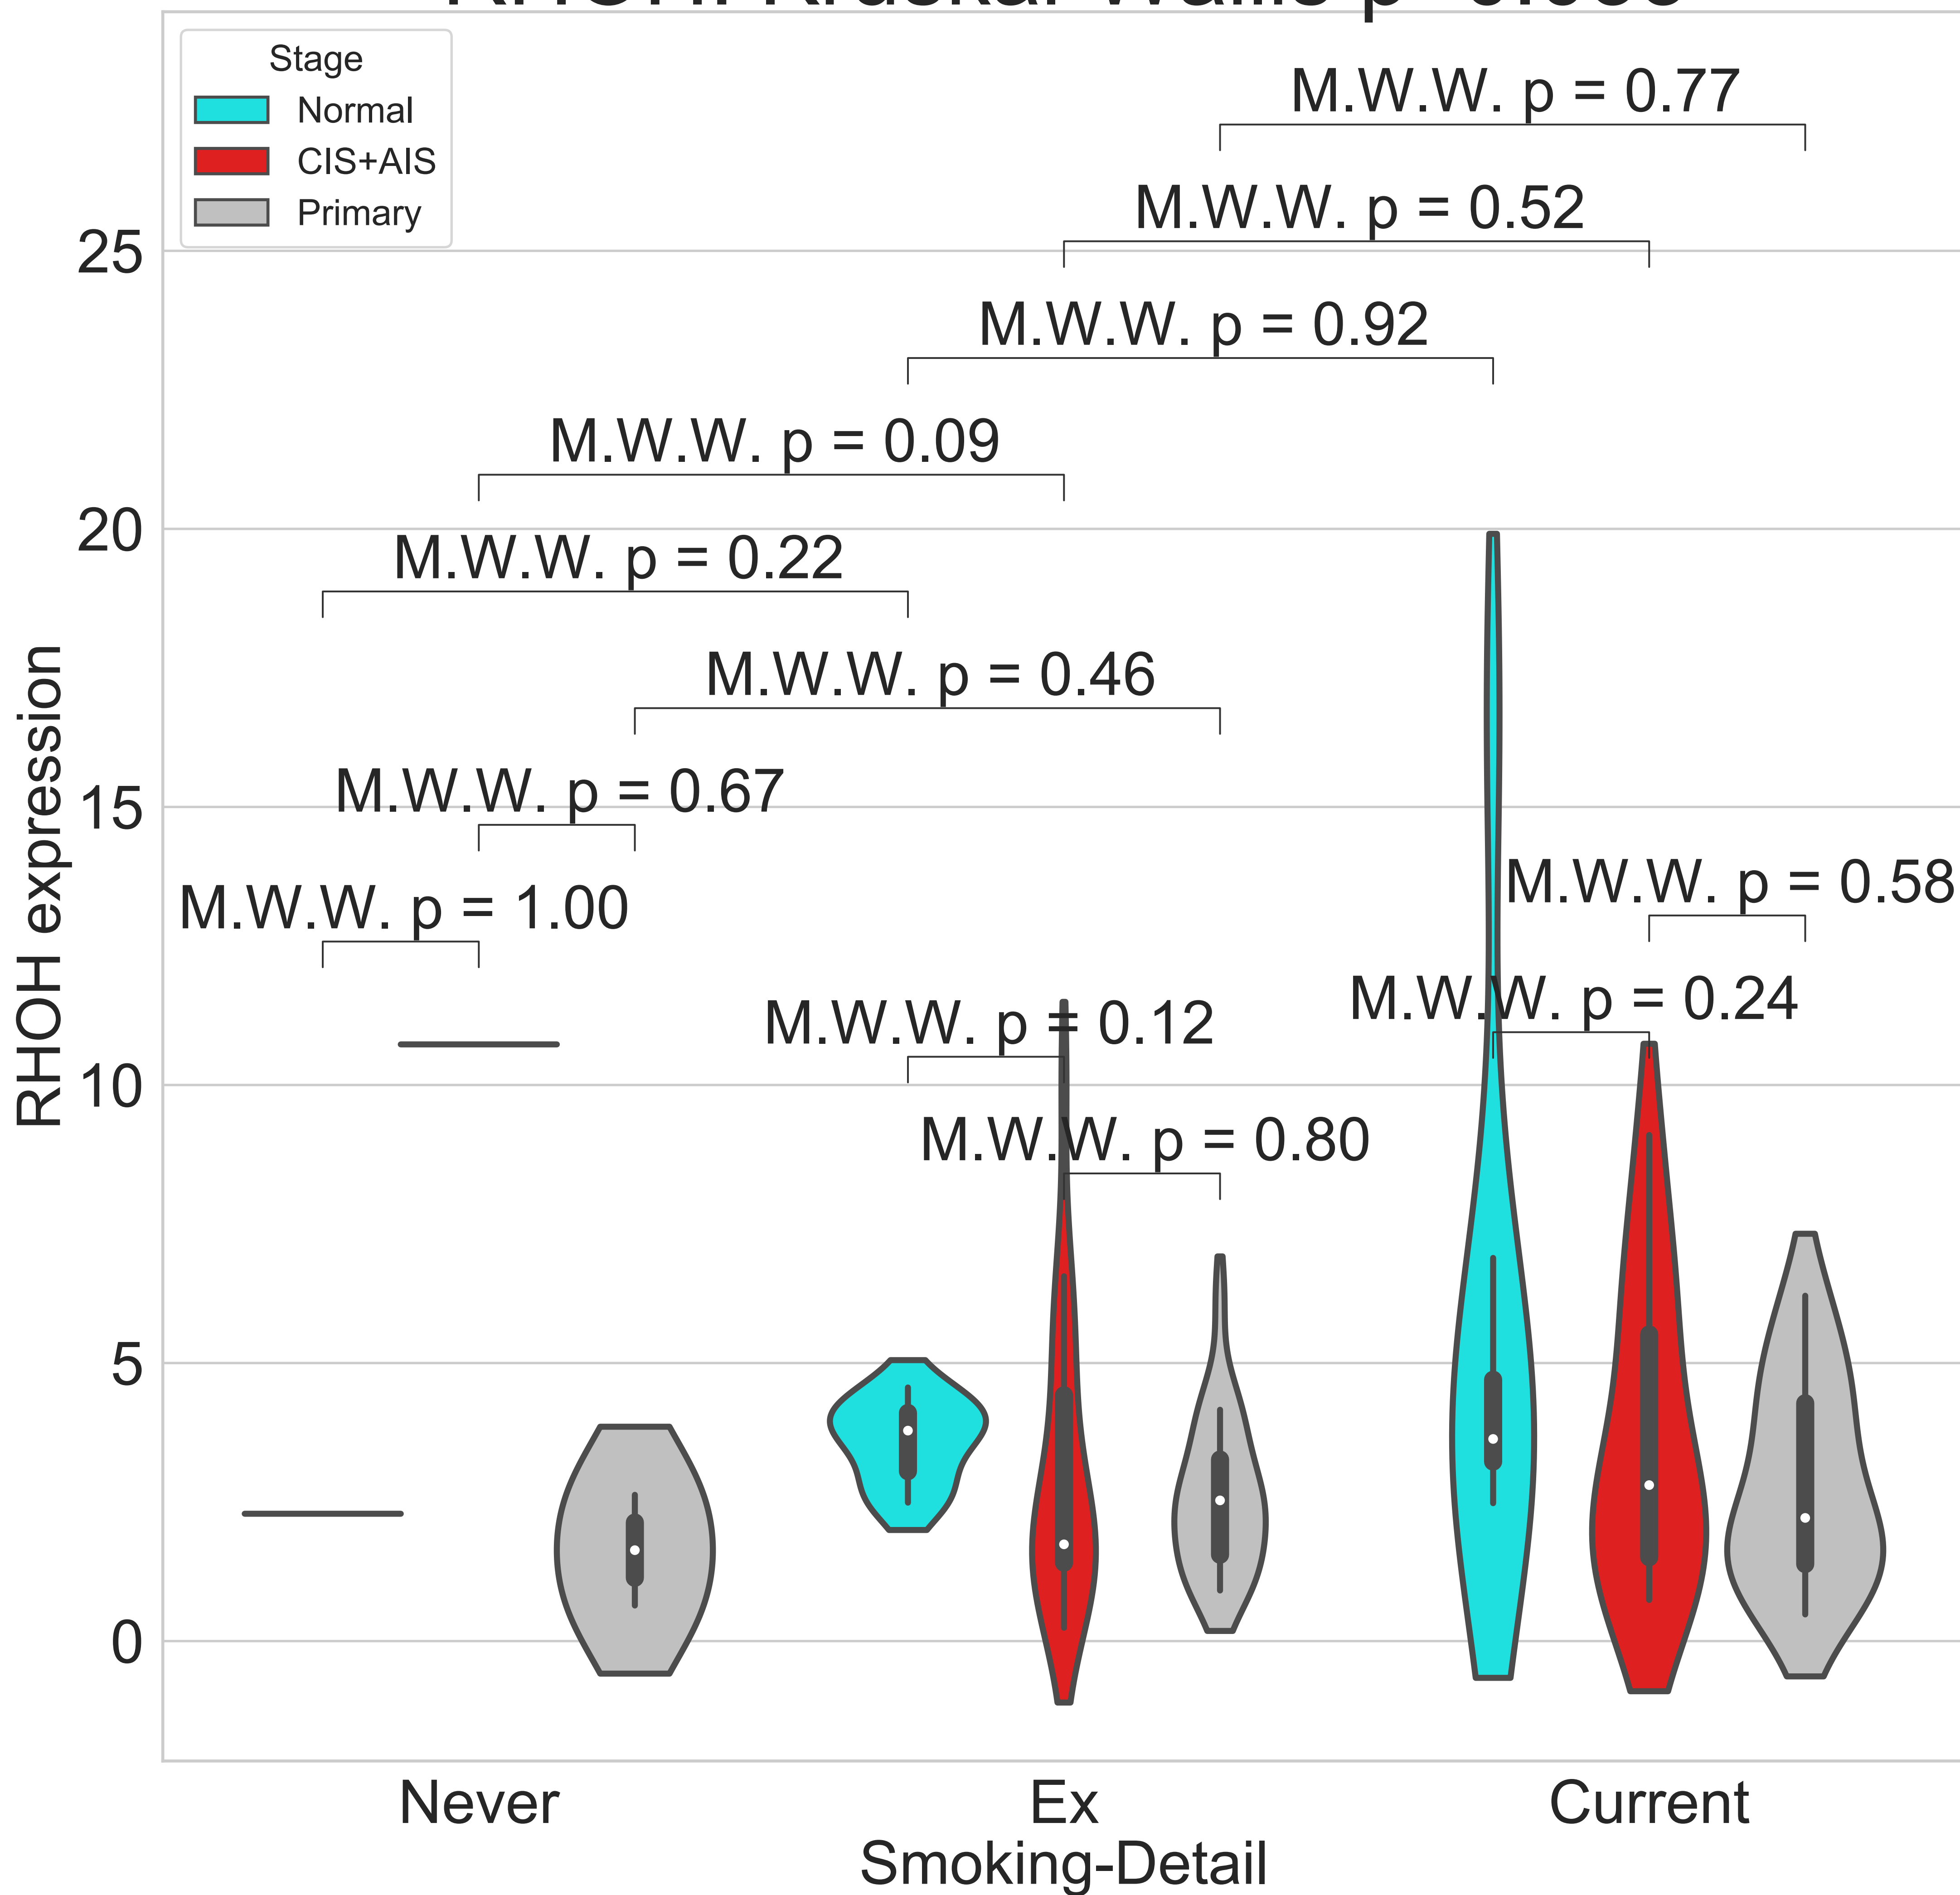 Stage
Normal
CIS+AIS
Primary
M.W.W. p = 0.77
M.W.W. p = 0.52
M.W.W. p = 0.92
M.W.W. p = 0.09
M.W.W. p = 0.22
M.W.W. p = 0.46
M.W.W. p = 0.67
M.W.W. p = 0.58
M.W.W. p = 1.00
M.W.W. p = 0.24
M.W.W. p = 0.12
M.W.W. p = 0.80
25
20
15
10
5
0
RHOH expression
Never
Ex
Current
Smoking-Detail